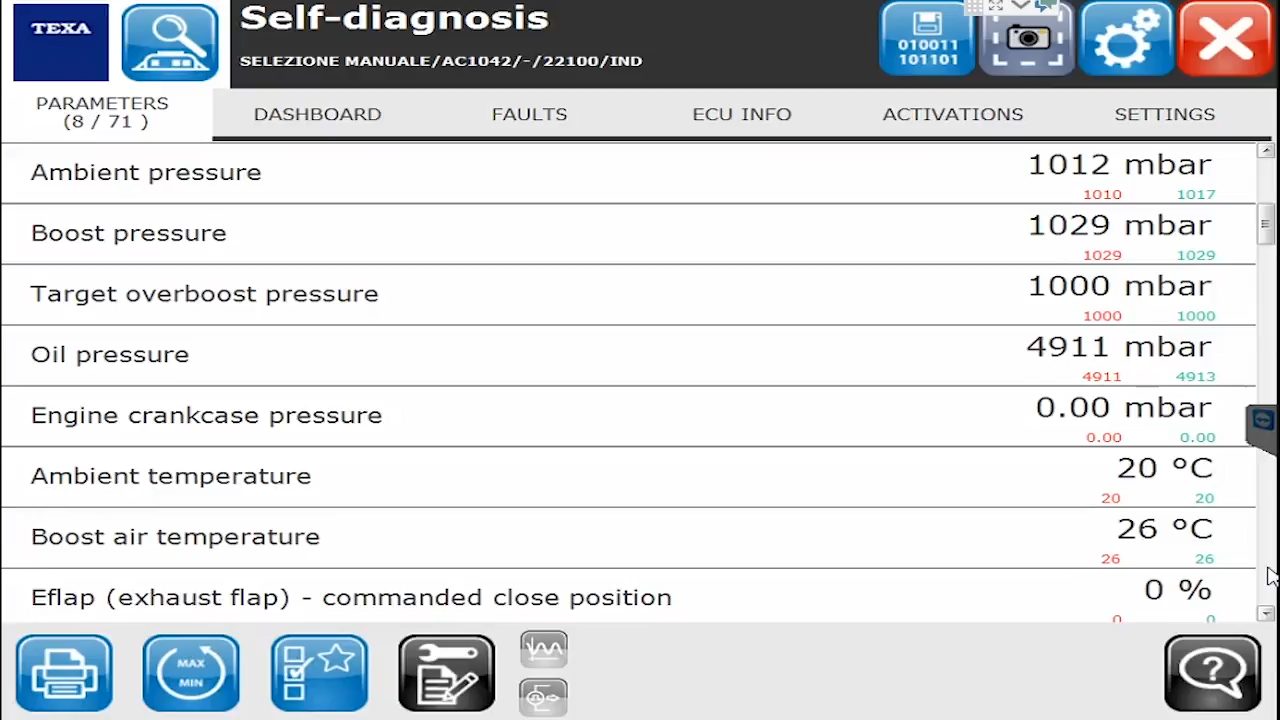 TEXA
Self-diagnosis
SELEZIONE MANUALE/AC1042/-/22100/IND
010011
101101
PARAMETERS
(8 / 71 )
DASHBOARD
FAULTS
ECU INFO
ACTIVATIONS
SETTINGS
Ambient pressure
1012 mbar
1010 1017
Boost pressure
1029 mbar
1029 1029
Target overboost pressure
1000 mbar
1000 1000
Oil pressure
4911 mbar
4911 4913
Engine crankcase pressure
0.00 mbar
0.00 0.00
Ambient temperature
20 °C
20 20
Boost air temperature
26 °C
26 26
Eflap (exhaust flap) - commanded close position
0 %
0 0
MAX
MIN